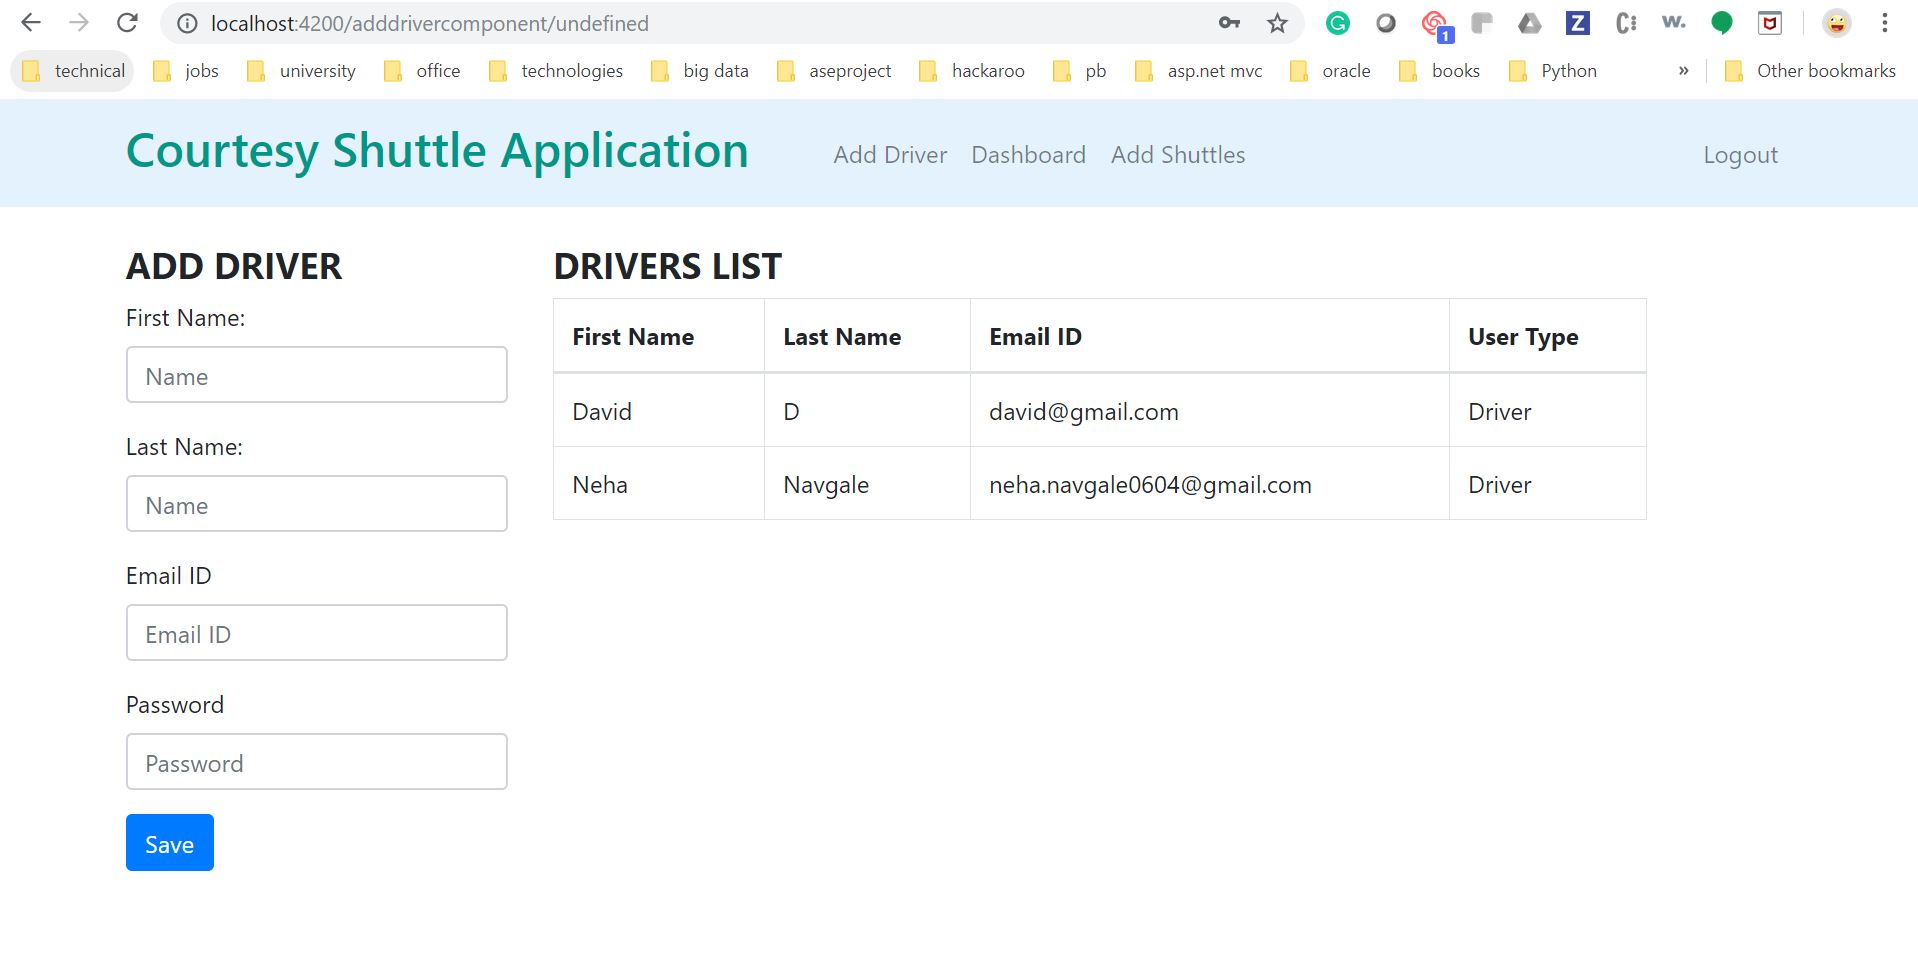 localhost:4200/adddrivercomponent/undefined
1
technical jobs university office technologies big data aseproject hackaroo pb asp.net mvc oracle books Python » Other bookmarks
Courtesy Shuttle Application Add Driver Dashboard Add Shuttles Logout
ADD DRIVER
First Name:
Name
Last Name:
Name
Email ID
Email ID
Password
Password
Save
DRIVERS LIST
First Name Last Name Email ID User Type
David D david@gmail.com Driver
Neha Navgale neha.navgale0604@gmail.com Driver